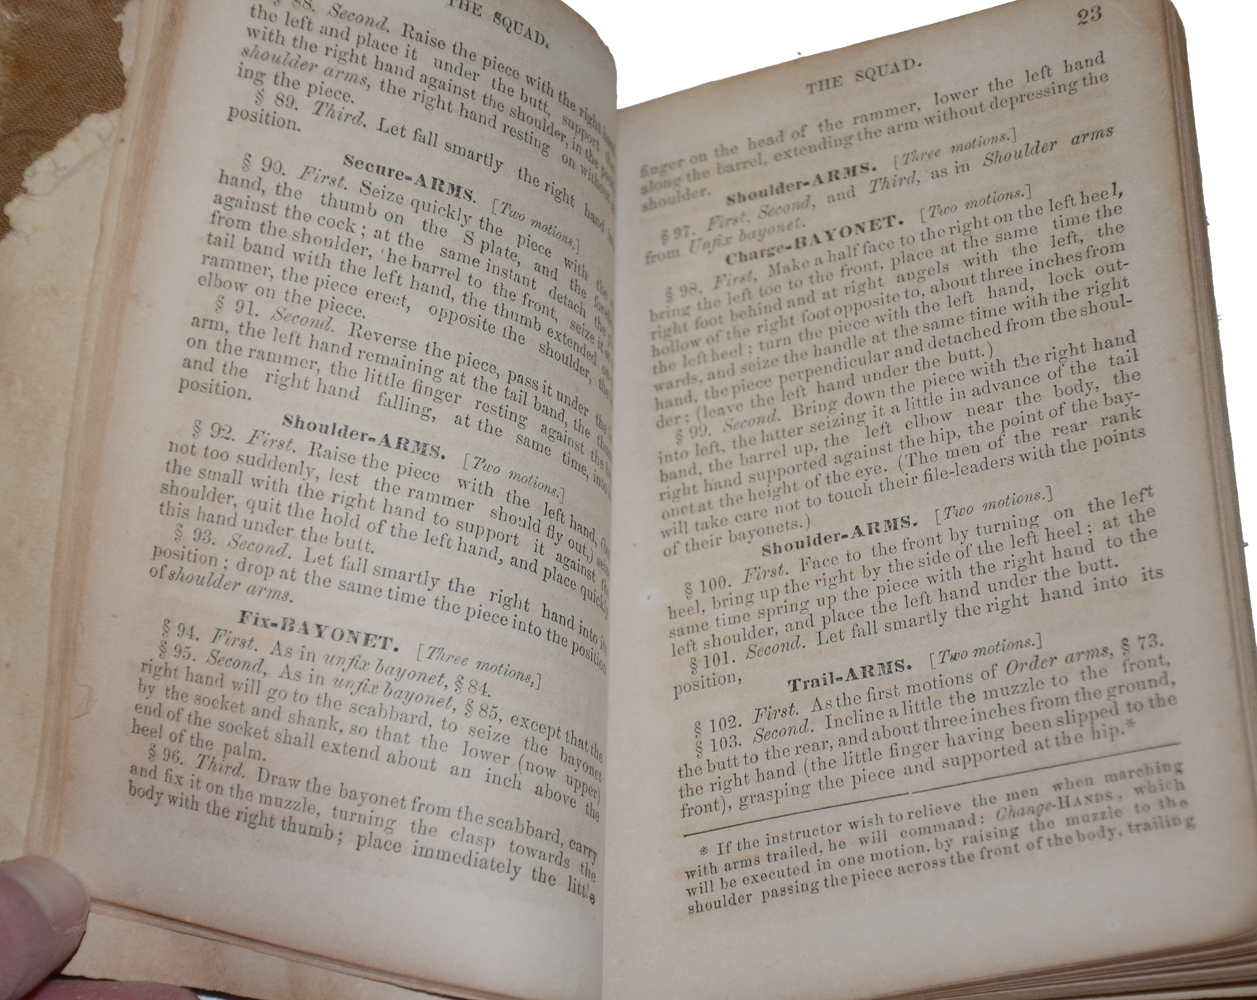 THE SQUAD.
88. Second. Raise the piece with the right
the left and place it under the butt, support
with the right hand against the shoulder, in the
shoulder arms, the right hand resting on without
ing the piece.
§ 89. Third. Let fall smartly the right hand
position.
Secure-ARMS. [Two motions.]
§ 90. First. Seize quickly the piece with the
hand, the thumb on the S plate, and the
against the cock; at the same instant detach the
from the shoulder, he barrel to the front, seize it
tail band with the left hand, the thumb extended on
rammer, the piece erect, opposite the shoulder, the
elbow on the piece.
§ 91. Second. Reverse the piece, pass it under the
arm, the left hand remaining at the tail band, the
on the rammer, the little finger resting against the
and the right hand falling, at the same time, into
position.
Shoulder-ARMS. [Two motions.]
§ 92. First. Raise the piece with the left hand,
not too suddenly, lest the rammer should fly out,)
the small with the right hand to support it against the
shoulder, quit the hold of the left hand, and place quickly
this hand under the butt.
§ 93. Second. Let fall smartly the right hand into its
position; drop at the same time the piece into the position
of shoulder arms.
Fix-BAYONET. [Three motions,]
§ 94. First. As in unfix bayonet, § 84.
§ 95. Second, As in unfix bayonet, § 85, except that the
right hand will go to the scabbard, to seize the bayonet
by the socket and shank, so that the lower (now upper)
end of the socket shall extend about an inch above the
heel of the palm.
§ 96. Third. Draw the bayonet from the scabbard, carry
and fix it on the muzzle, turning the clasp towards the
body with the right thumb; place immediately the little
23
THE SQUAD.
finger on the head of the rammer, lower the left hand
along the barrel, extending the arm without depressing the
shoulder.
Shoulder-ARMS. [Three motions.]
§ 97. First, Second, and Third, as in Shoulder arms
from Unfix bayonet.
Charge-BAYONET. [Two motions.]
§ 98. First, Make a half face to the right on the left heel,
bring the left toe to the front, place at the same time the
right foot behind and at right angels with the left, the
hollow of the right foot opposite to, about three inches from
the left heel; turn the piece with the left hand, lock out-
wards, and seize the handle at the same time with the right
hand, the piece perpendicular and detached from the shoul-
der; (leave the left hand under the butt.)
§ 99. Second. Bring down the piece with the right hand
into left, the latter seizing it a little in advance of the tail
band, the barrel up, the left elbow near the body, the
right hand supported against the hip, the point of the bay-
onet at the height of the eye. (The men of the rear rank
will take care not to touch their file-leaders with the points
of their bayonets.)
Shoulder-ARMS. [Two motions.]
§ 100. First. Face to the front by turning on the left
heel, bring up the right by the side of the left heel; at the
same time spring up the piece with the right hand to the
left shoulder, and place the left hand under the butt.
§ 101. Second. Let fall smartly the right hand into its
position,
Trail-ARMS. [Two motions.]
§ 102. First. As the first motions of Order arms, § 73.
§ 103. Second. Incline a little the muzzle to the front,
the butt to the rear, and about three inches from the ground,
the right hand (the little finger having been slipped to the
front), grasping the piece and supported at the hip.*
* If the instructor wish to relieve the men when marching
with arms trailed, he will command: Change-HANDS, which
will be executed in one motion, by raising the muzzle to the
shoulder passing the piece across the front of the body, trailing